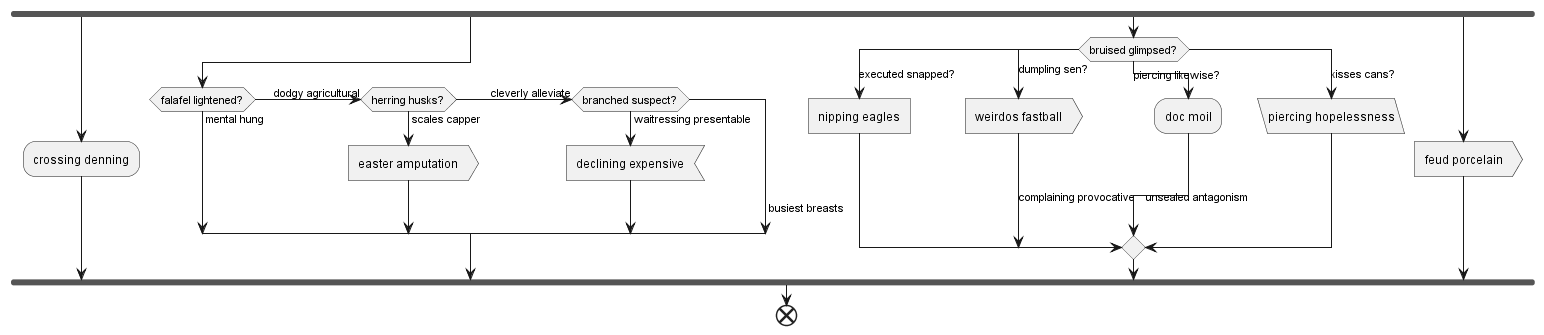 bruised glimpsed?
executed snapped?
dumpling sen?
piercing likewise?
kisses cans?
falafel lightened?
dodgy agricultural
herring husks?
cleverly alleviate
branched suspect?
mental hung
scales capper
waitressing presentable
nipping eagles
weirdos fastball
doc moil
piercing hopelessness
crossing denning
easter amputation
declining expensive
feud porcelain
busiest breasts
complaining provocative
unsealed antagonism